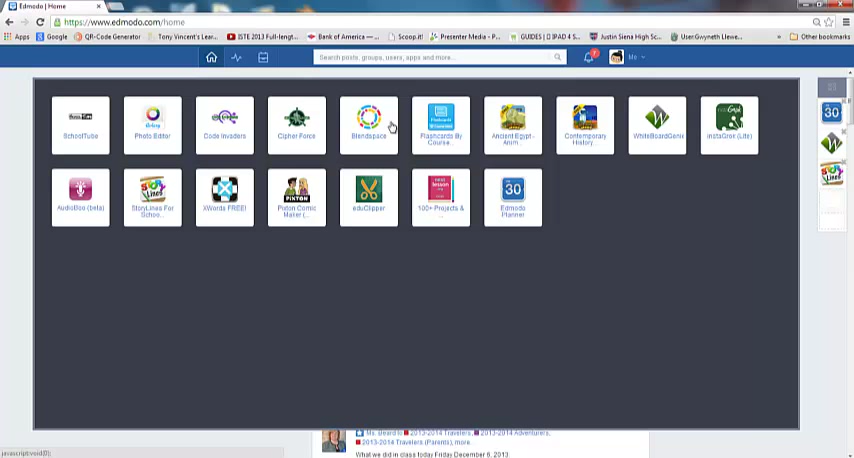 Edmodo | Home
https://www.edmodo.com/home
Apps Google QR-Code Generator Tony Vincent's Lear... ISTE 2013 Full-lengt... Bank of America — ... Scoop.it! Presenter Media - P... GUIDES | IPAD 4 S... Justin Siena High Sc... User:Gwyneth Llewe... » Other bookmarks
Search posts, groups, users, apps and more...
Me
SchoolTube
Photo Editor
Code Invaders
Cipher Force
Blendspace
Flashcards By Course...
Ancient Egypt - Anim...
Contemporary History...
WhiteBoardGenie
instaGrok (Lite)
AudioBoo (beta)
StoryLines For Schoo...
XWords FREE!
Pixton Comic Maker (...
eduClipper
100+ Projects & ...
30
Edmodo Planner
30
Ms. Beard to 2013-2014 Travelers, 2013-2014 Adventurers,
2013-2014 Travelers (Parents), more..
What we did in class today Friday December 6, 2013.
javascript:void(0);